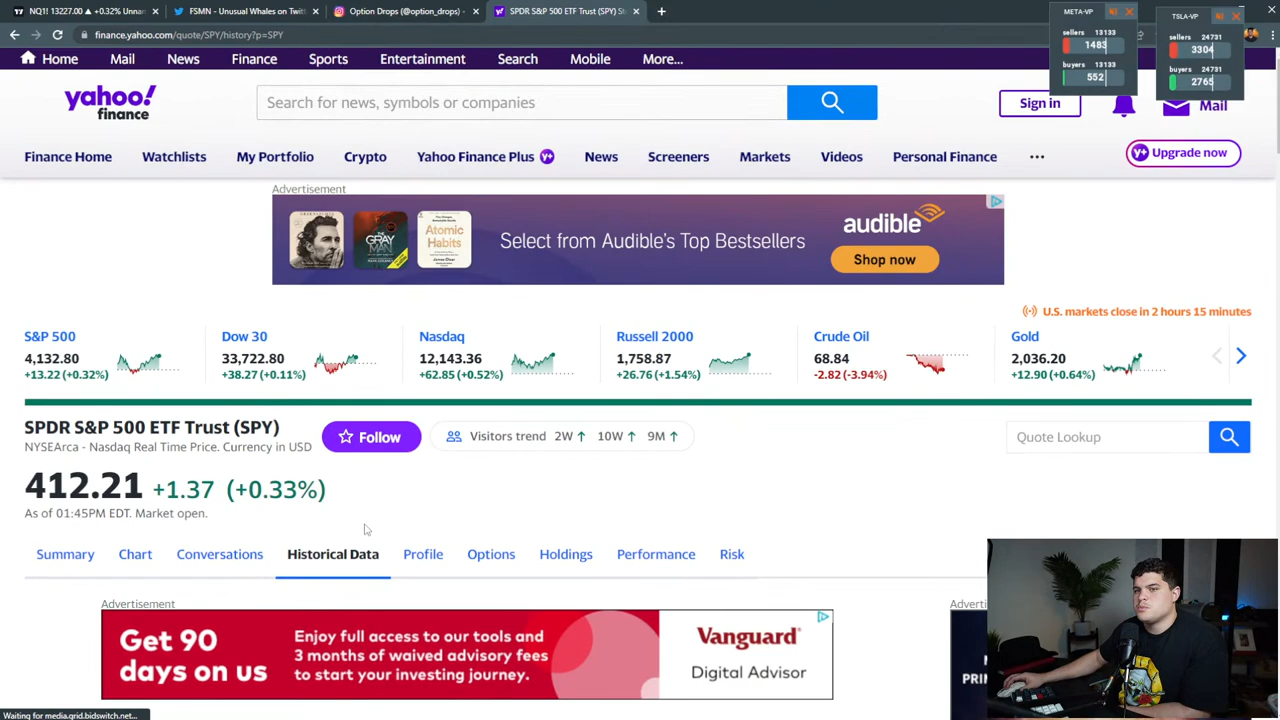 NQ1! 13227.00 ▲ +0.32% Unnan
FSMN - Unusual Whales on Twitt
Option Drops (@option_drops)
SPDR S&P 500 ETF Trust (SPY) St
finance.yahoo.com/quote/SPY/history?p=SPY
META-VP
sellers 13133
1483
buyers 13133
552
TSLA-VP
sellers 24731
3304
buyers 24731
2765
Home Mail News Finance Sports Entertainment Search Mobile More...
yahoo!
finance
Search for news, symbols or companies
Sign in
Mail
Finance Home Watchlists My Portfolio Crypto Yahoo Finance Plus Y+ News Screeners Markets Videos Personal Finance ...
Y+ Upgrade now
Advertisement
THE GRAY MAN
Atomic Habits
Select from Audible's Top Bestsellers
audible
Shop now
U.S. markets close in 2 hours 15 minutes
S&P 500 Dow 30 Nasdaq Russell 2000 Crude Oil Gold
4,132.80 33,722.80 12,143.36 1,758.87 68.84 2,036.20
+13.22 (+0.32%) +38.27 (+0.11%) +62.85 (+0.52%) +26.76 (+1.54%) -2.82 (-3.94%) +12.90 (+0.64%)
SPDR S&P 500 ETF Trust (SPY)
NYSEArca - Nasdaq Real Time Price. Currency in USD
Follow
Visitors trend 2W ↑ 10W ↑ 9M ↑
Quote Lookup
412.21 +1.37 (+0.33%)
As of 01:45PM EDT. Market open.
Summary Chart Conversations Historical Data Profile Options Holdings Performance Risk
Advertisement
Adverti
Get 90
days on us
Enjoy full access to our tools and
3 months of waived advisory fees
to start your investing journey.
Vanguard®
Digital Advisor
PRIM
Waiting for media.grid.bidswitch.net...